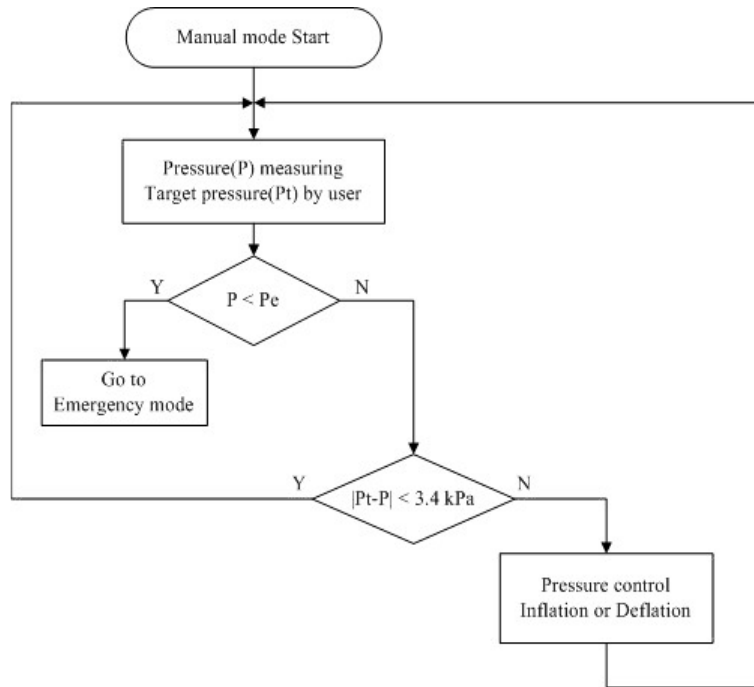 Manual mode Start
Pressure(P) measuring
Target pressure(Pt) by user
Y
P < Pe
N
Go to
Emergency mode
Y
|Pt-P| < 3.4 kPa
N
Pressure control
Inflation or Deflation